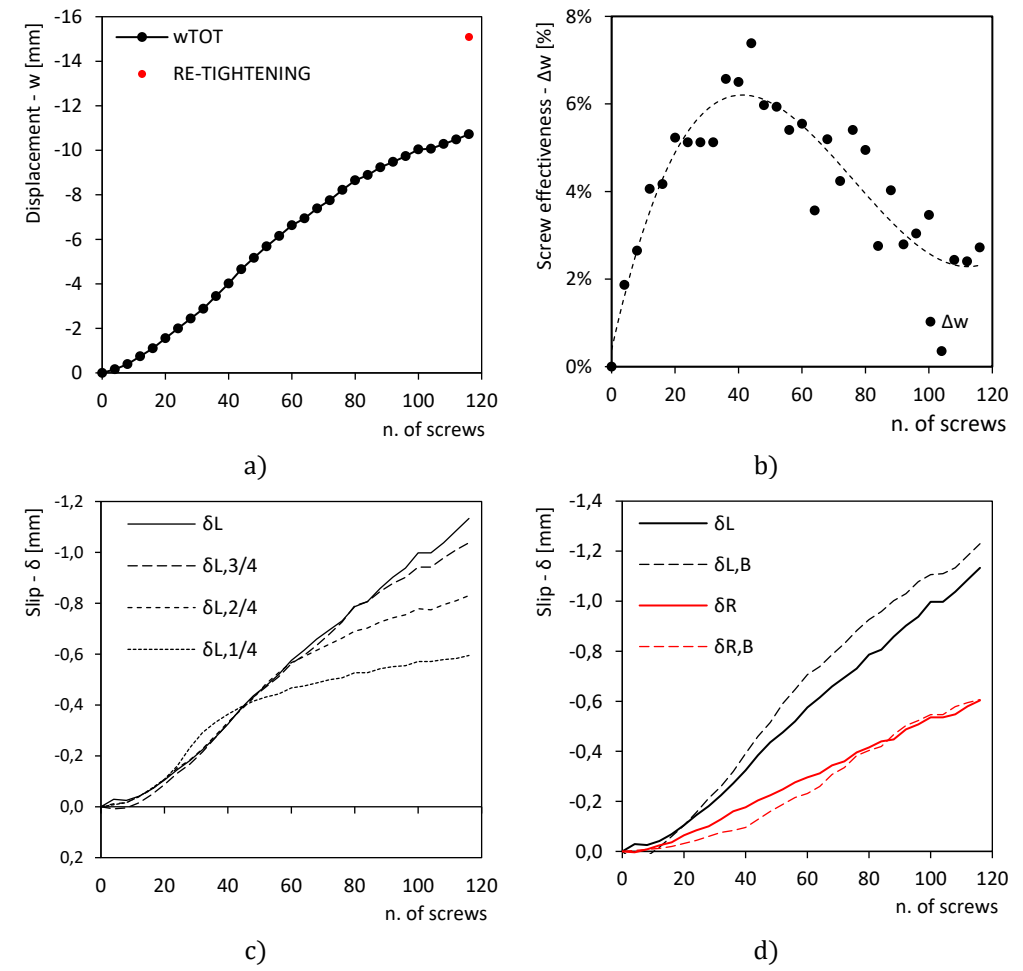 Displacement - w [mm]
-16
-14
-12
-10
-8
-6
-4
-2
0
wTOT
RE-TIGHTENING
0 20 40 60 80 100 120
n. of screws
a)
Screw effectiveness - Δw [%]
8%
6%
4%
2%
0%
Δw
0 20 40 60 80 100 120
n. of screws
b)
Slip - δ [mm]
-1,2
-1,0
-0,8
-0,6
-0,4
-0,2
0,0
0,2
δL
δL,3/4
δL,2/4
δL,1/4
0 20 40 60 80 100 120
n. of screws
c)
Slip - δ [mm]
-1,4
-1,2
-1,0
-0,8
-0,6
-0,4
-0,2
0,0
δL
δL,B
δR
δR,B
0 20 40 60 80 100 120
n. of screws
d)